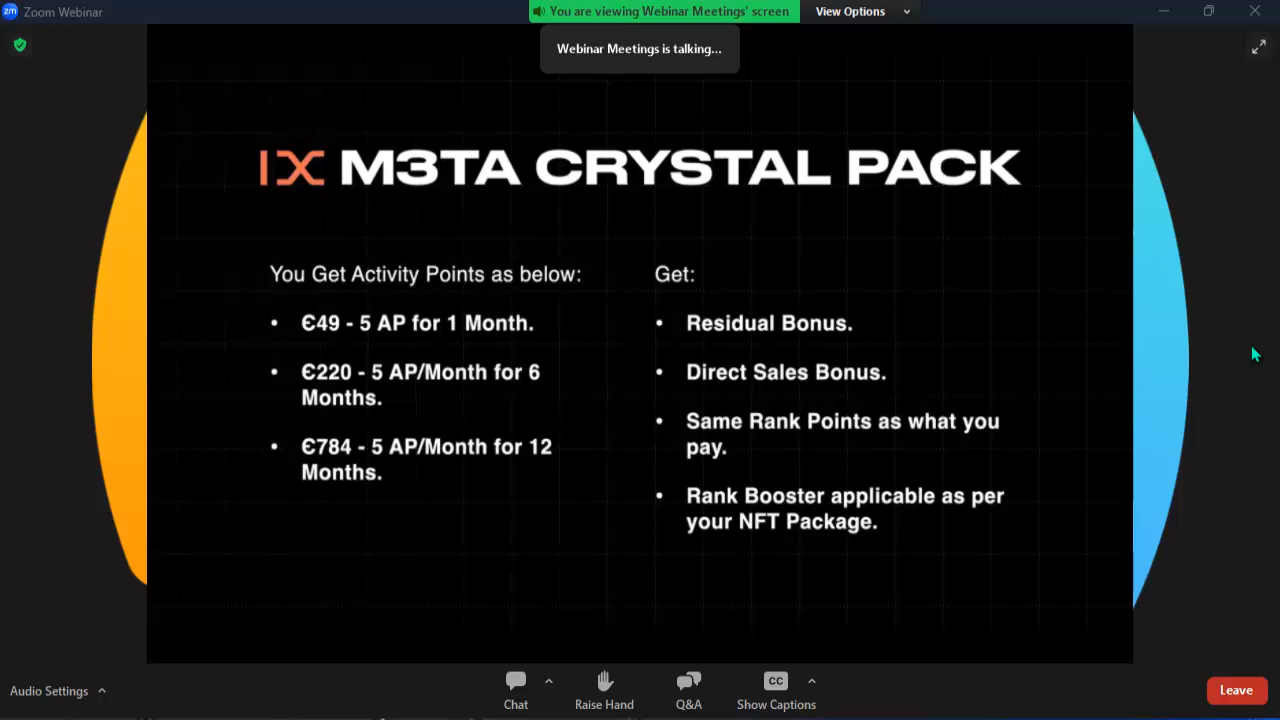 zm Zoom Webinar
You are viewing Webinar Meetings' screen
View Options
Webinar Meetings is talking...
IX M3TA CRYSTAL PACK
You Get Activity Points as below:
• €49 - 5 AP for 1 Month.
• €220 - 5 AP/Month for 6
Months.
• €784 - 5 AP/Month for 12
Months.
Get:
• Residual Bonus.
• Direct Sales Bonus.
• Same Rank Points as what you
pay.
• Rank Booster applicable as per
your NFT Package.
Audio Settings
Chat
Raise Hand
Q&A
CC
Show Captions
Leave